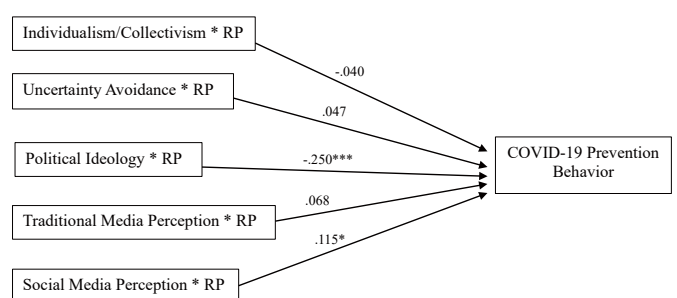 Individualism/Collectivism * RP
-.040
Uncertainty Avoidance * RP
.047
COVID-19 Prevention
Behavior
Political Ideology * RP
-.250***
.068
Traditional Media Perception * RP
.115*
Social Media Perception * RP